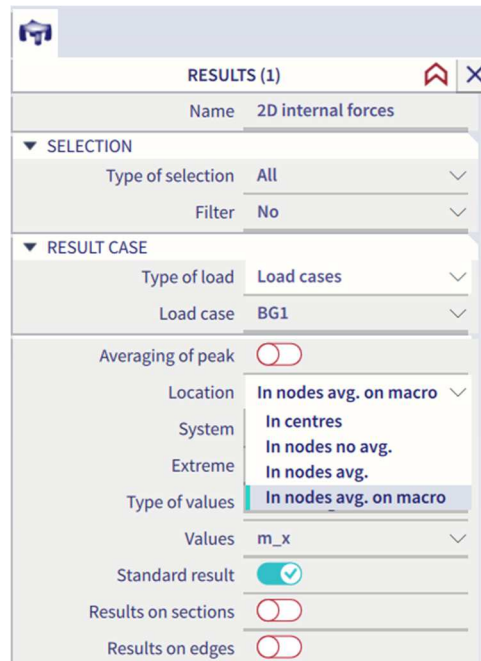 RESULTS (1)
Name 2D internal forces
SELECTION
Type of selection All
Filter No
RESULT CASE
Type of load Load cases
Load case BG1
Averaging of peak
Location In nodes avg. on macro
System In centres
In nodes no avg.
Extreme In nodes avg.
Type of values In nodes avg. on macro
Values m_x
Standard result
Results on sections
Results on edges